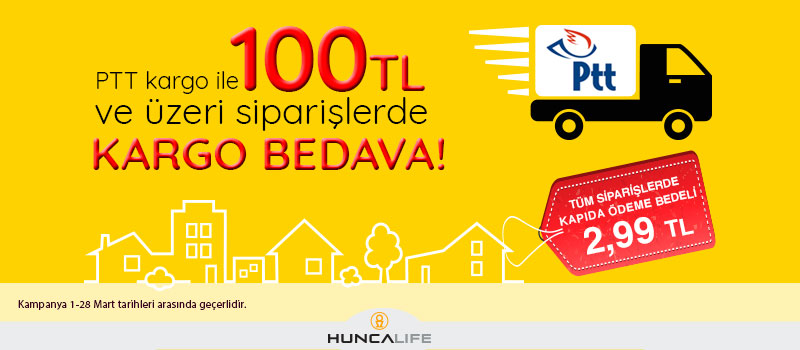 PTT kargo ile 100 TL
ve üzeri siparişlerde
KARGO BEDAVA!
Ptt
TÜM SİPARİŞLERDE
KAPIDA ÖDEME BEDELİ
2,99 TL
Kampanya 1-28 Mart tarihleri arasında geçerlidir.
HUNCALIFE